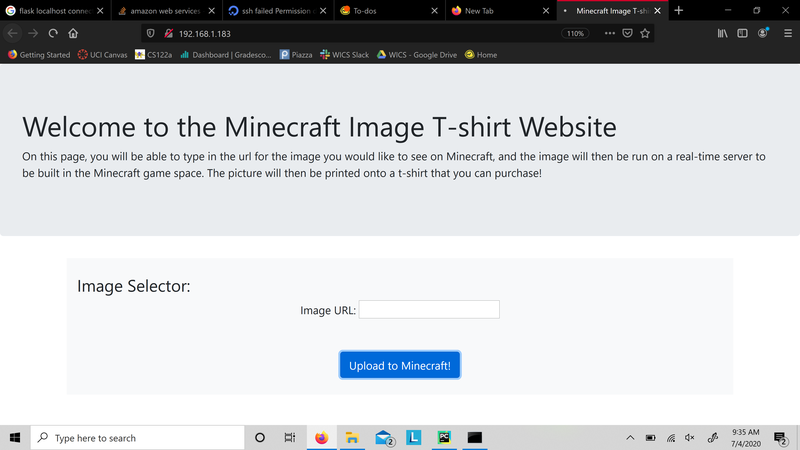 flask localhost connec
amazon web services
ssh failed Permission
To-dos
New Tab
Minecraft Image T-shi
192.168.1.183
110%
Getting Started
UCI Canvas
CS122a
Dashboard | Gradesco...
Piazza
WICS Slack
WICS - Google Drive
Home
Welcome to the Minecraft Image T-shirt Website
On this page, you will be able to type in the url for the image you would like to see on Minecraft, and the image will then be run on a real-time server to
be built in the Minecraft game space. The picture will then be printed onto a t-shirt that you can purchase!
Image Selector:
Image URL:
Upload to Minecraft!
Type here to search
2
L
PC
9:35 AM
7/4/2020
2